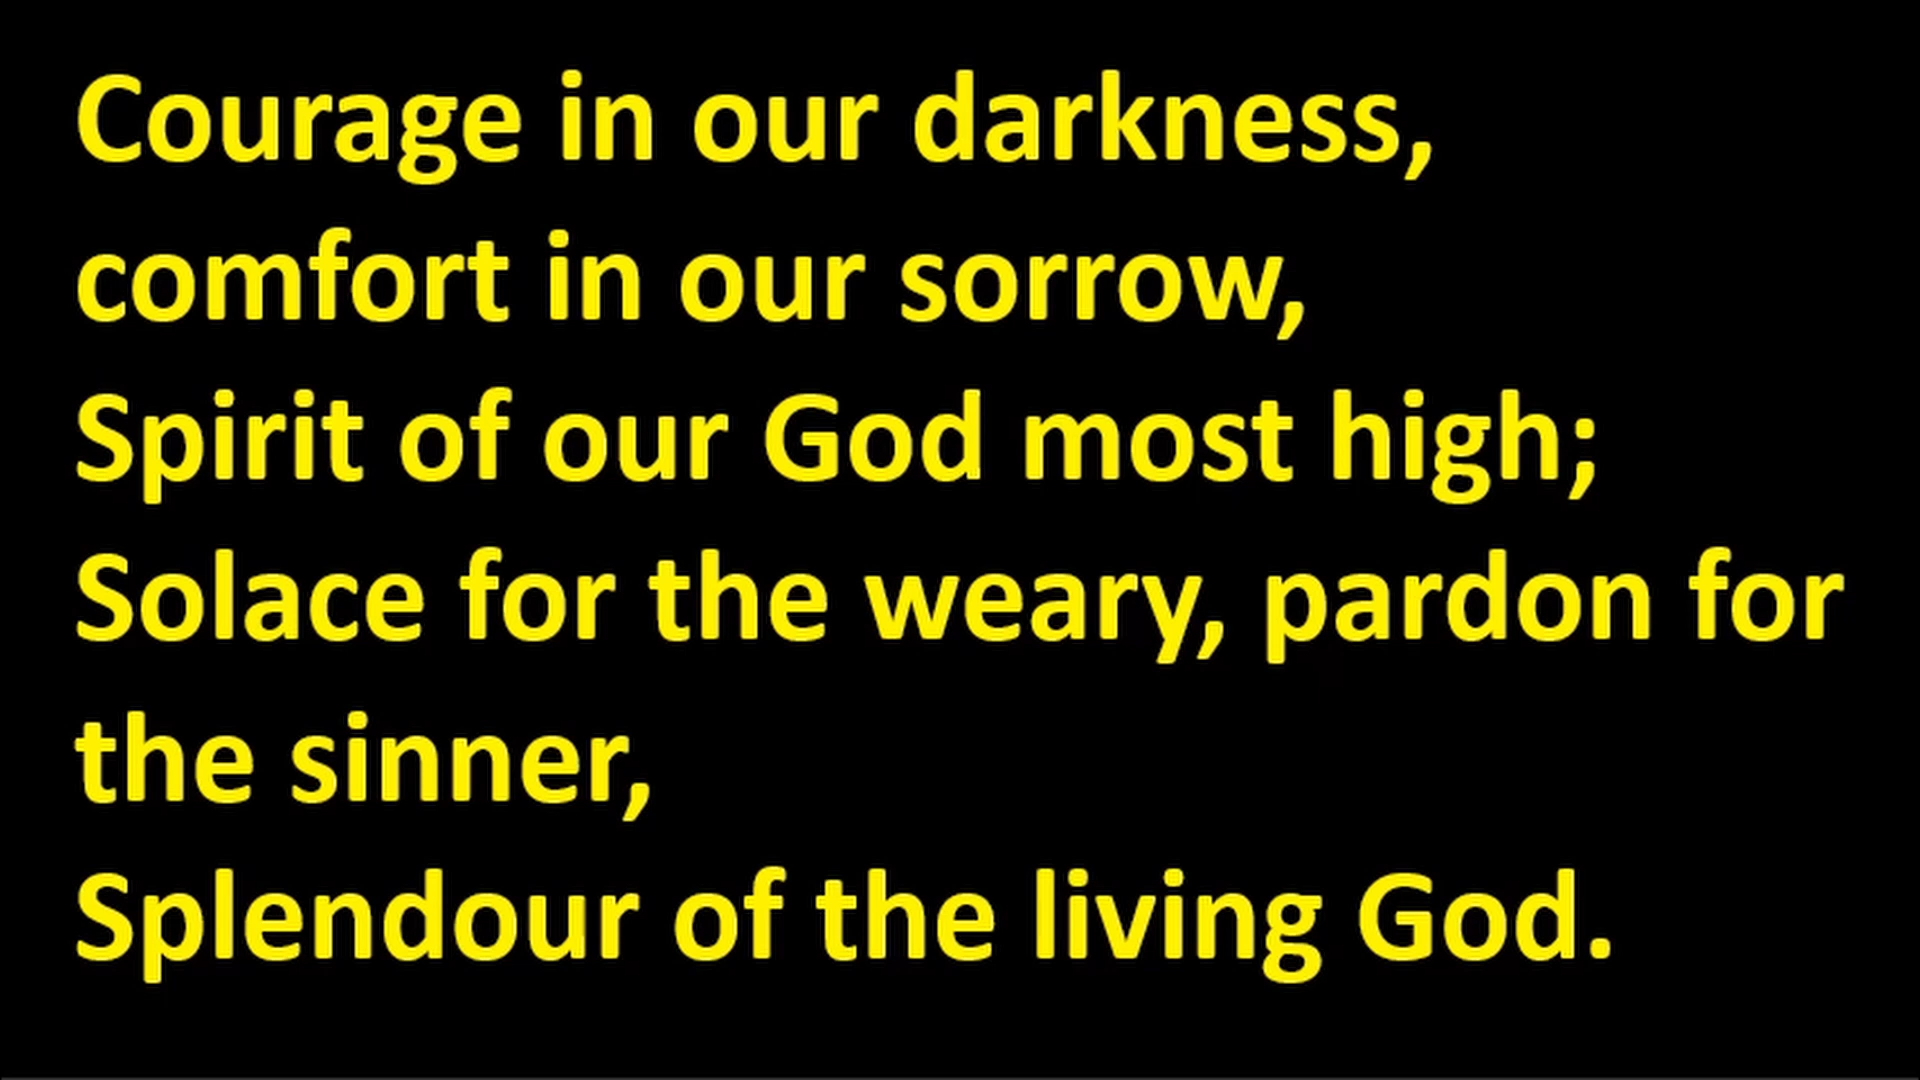 Courage in our darkness,
comfort in our sorrow,
Spirit of our God most high;
Solace for the weary, pardon for
the sinner,
Splendour of the living God.